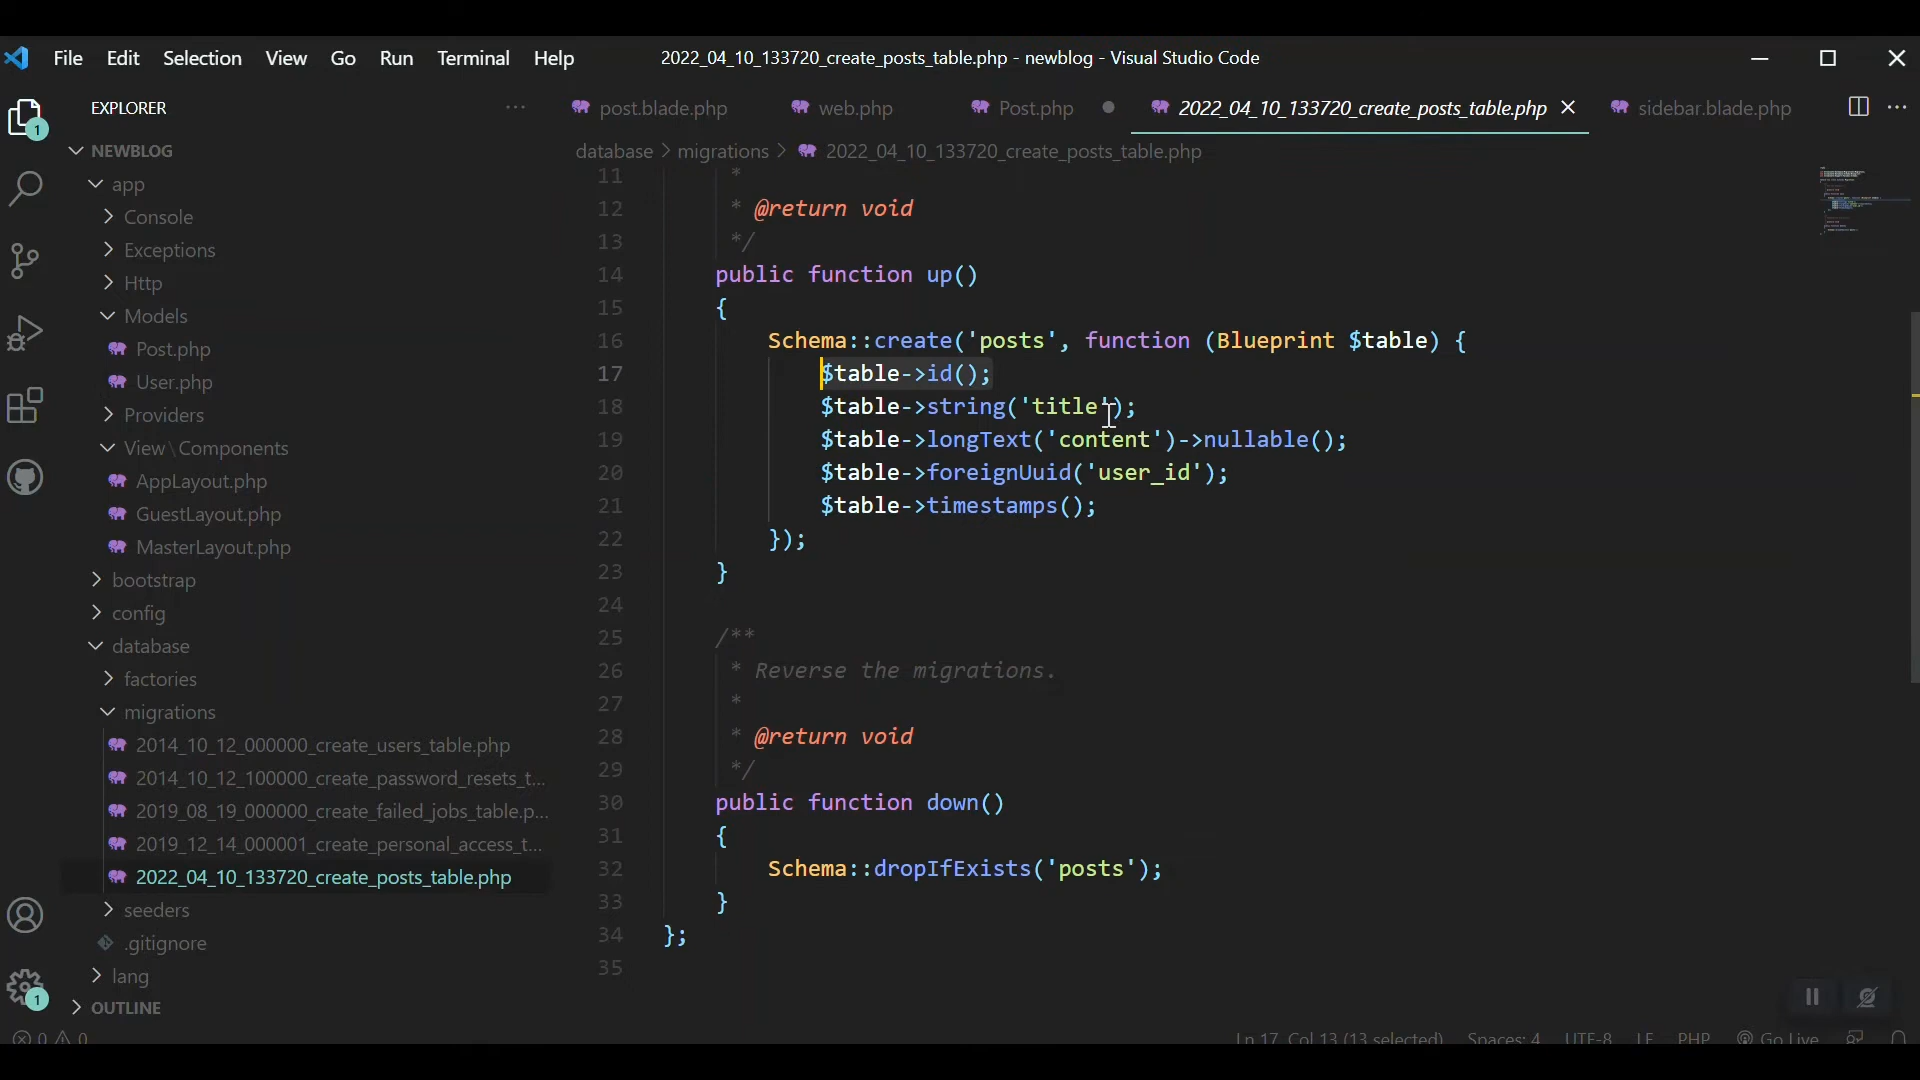 File Edit Selection View Go Run Terminal Help 2022_04_10_133720_create_posts_table.php - newblog - Visual Studio Code
EXPLORER ··· post.blade.php web.php Post.php 2022_04_10_133720_create_posts_table.php sidebar.blade.php ···
1
NEWBLOG
database > migrations > 2022_04_10_133720_create_posts_table.php
app
Console
Exceptions
Http
Models
Post.php
User.php
Providers
View\Components
AppLayout.php
GuestLayout.php
MasterLayout.php
bootstrap
config
database
factories
migrations
2014_10_12_000000_create_users_table.php
2014_10_12_100000_create_password_resets_t...
2019_08_19_000000_create_failed_jobs_table.p...
2019_12_14_000001_create_personal_access_t...
2022_04_10_133720_create_posts_table.php
seeders
.gitignore
lang
1
OUTLINE
11 *
12 * @return void
13 */
14 public function up()
15 {
16 Schema::create('posts', function (Blueprint $table) {
17 $table->id();
18 $table->string('title');
19 $table->longText('content')->nullable();
20 $table->foreignUuid('user_id');
21 $table->timestamps();
22 });
23 }
24
25 /**
26 * Reverse the migrations.
27 *
28 * @return void
29 */
30 public function down()
31 {
32 Schema::dropIfExists('posts');
33 }
34 };
35
0 0 Ln 17, Col 13 (13 selected) Spaces: 4 UTF-8 LF PHP Go Live